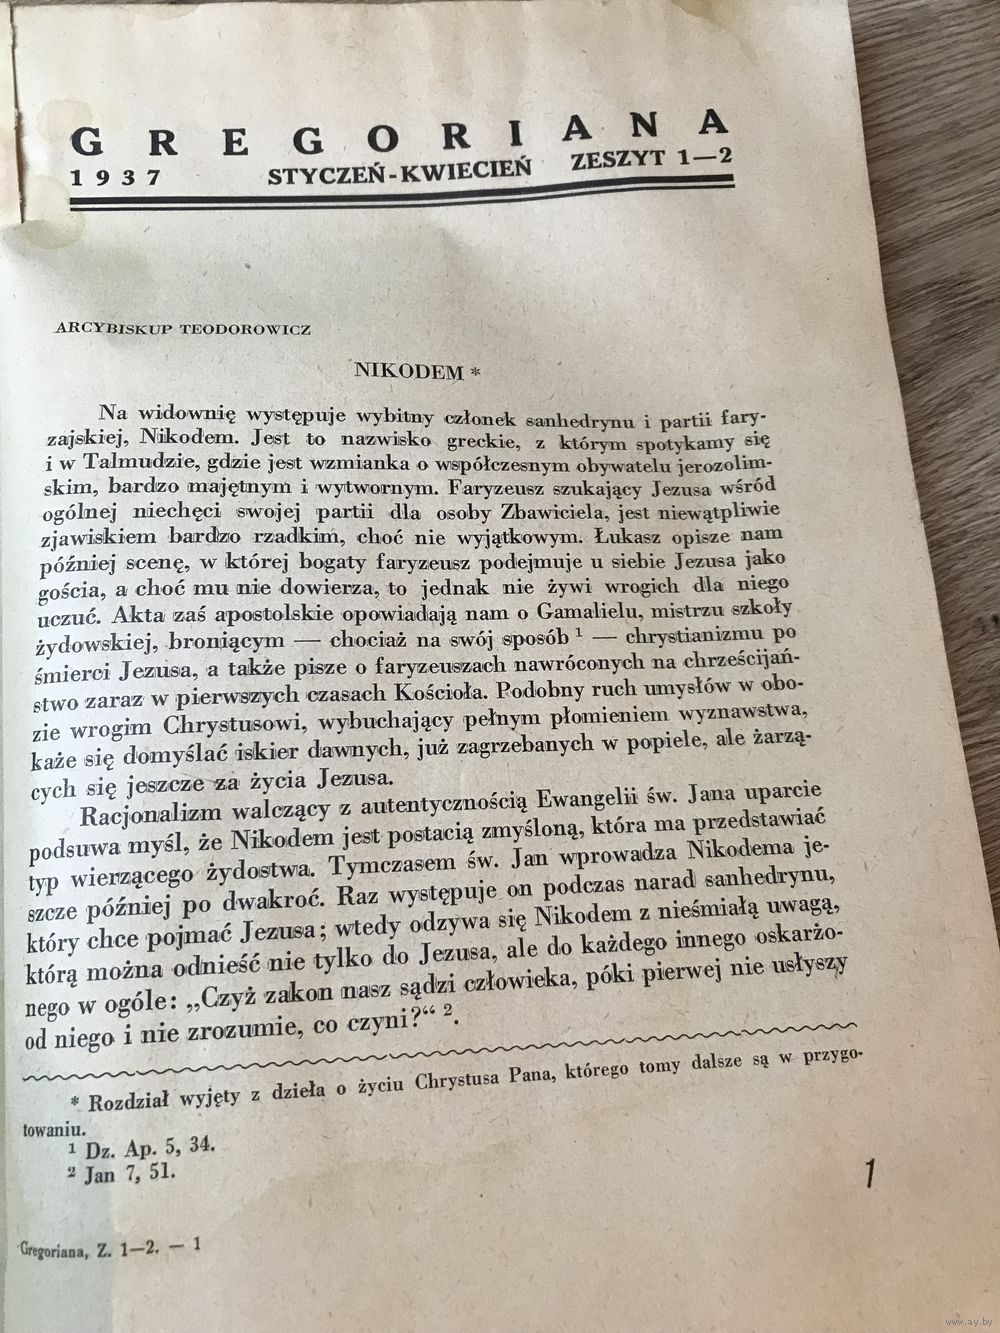 GREGORIANA
1937 STYCZEŃ-KWIECIEŃ ZESZYT 1—2
ARCYBISKUP TEODOROWICZ
NIKODEM *
Na widownię występuje wybitny członek sanhedrynu i partii fary-
zajskiej, Nikodem. Jest to nazwisko greckie, z którym spotykamy się
i w Talmudzie, gdzie jest wzmianka o współczesnym obywatelu jerozolim-
skim, bardzo majętnym i wytwornym. Faryzeusz szukający Jezusa wśród
ogólnej niechęci swojej partii dla osoby Zbawiciela, jest niewątpliwie
zjawiskiem bardzo rzadkim, choć nie wyjątkowym. Łukasz opisze nam
później scenę, w której bogaty faryzeusz podejmuje u siebie Jezusa jako
gościa, a choć mu nie dowierza, to jednak nie żywi wrogich dla niego
uczuć. Akta zaś apostolskie opowiadają nam o Gamalielu, mistrzu szkoły
żydowskiej, broniącym — chociaż na swój sposób ¹ — chrystianizmu po
śmierci Jezusa, a także pisze o faryzeuszach nawróconych na chrześcijań-
stwo zaraz w pierwszych czasach Kościoła. Podobny ruch umysłów w obo-
zie wrogim Chrystusowi, wybuchający pełnym płomieniem wyznawstwa,
każe się domyślać iskier dawnych, już zagrzebanych w popiele, ale żarzą-
cych się jeszcze za życia Jezusa.
Racjonalizm walczący z autentycznością Ewangelii św. Jana uparcie
podsuwa myśl, że Nikodem jest postacią zmyśloną, która ma przedstawiać
typ wierzącego żydostwa. Tymczasem św. Jan wprowadza Nikodema je-
szcze później po dwakroć. Raz występuje on podczas narad sanhedrynu,
który chce pojmać Jezusa; wtedy odzywa się Nikodem z nieśmiałą uwagą,
którą można odnieść nie tylko do Jezusa, ale do każdego innego oskarżo-
nego w ogóle: „Czyż zakon nasz sądzi człowieka, póki pierwej nie usłyszy
od niego i nie zrozumie, co czyni?“ ².
* Rozdział wyjęty z dzieła o życiu Chrystusa Pana, którego tomy dalsze są w przygo-
towaniu.
¹ Dz. Ap. 5, 34.
² Jan 7, 51.
1
Gregoriana, Z. 1—2. — 1
www.ay.by